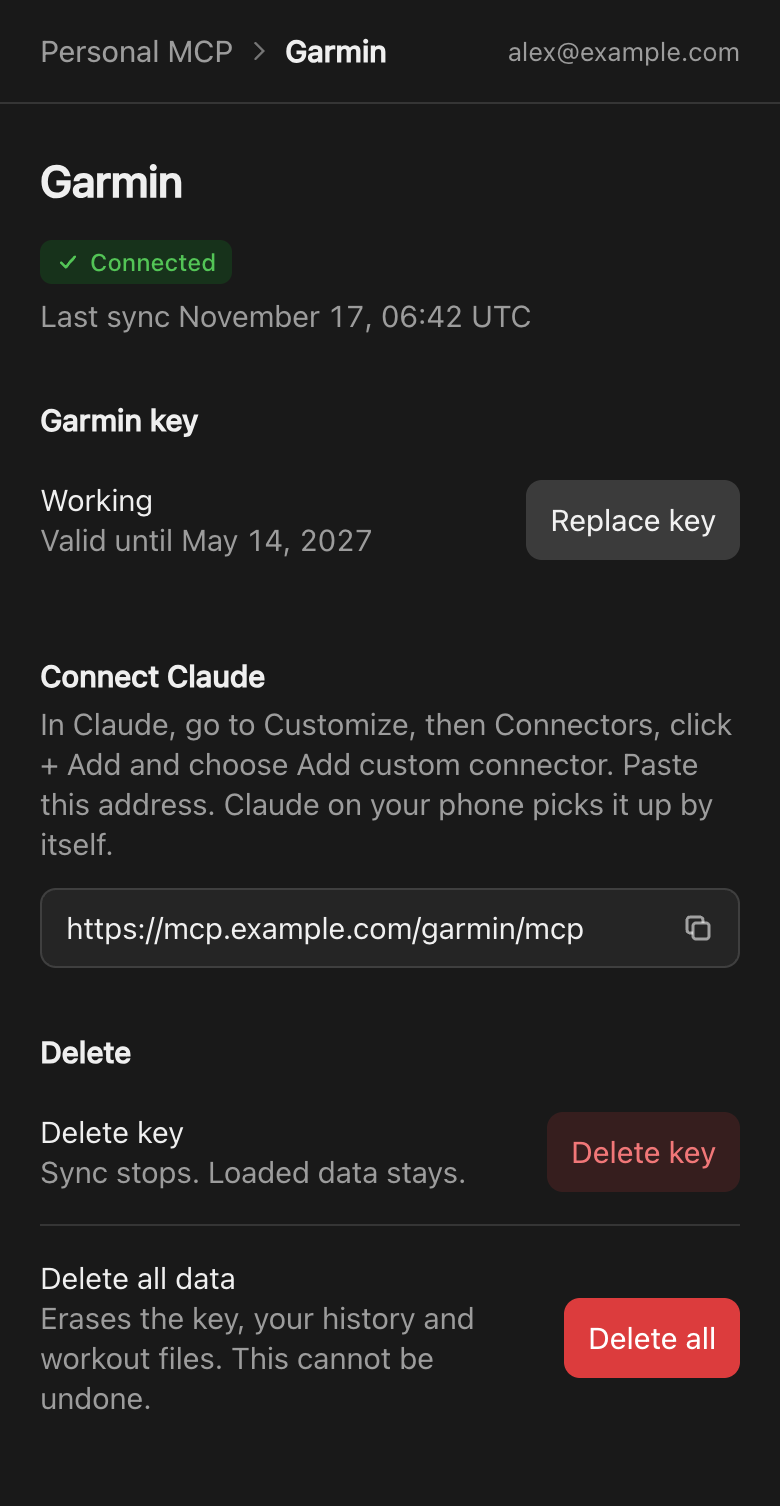 Personal MCP > Garmin
alex@example.com
Garmin
Connected
Last sync November 17, 06:42 UTC
Garmin key
Working
Valid until May 14, 2027
Replace key
Connect Claude
In Claude, go to Customize, then Connectors, click
+ Add and choose Add custom connector. Paste
this address. Claude on your phone picks it up by
itself.
https://mcp.example.com/garmin/mcp
Delete
Delete key
Sync stops. Loaded data stays.
Delete key
Delete all data
Erases the key, your history and
workout files. This cannot be
undone.
Delete all